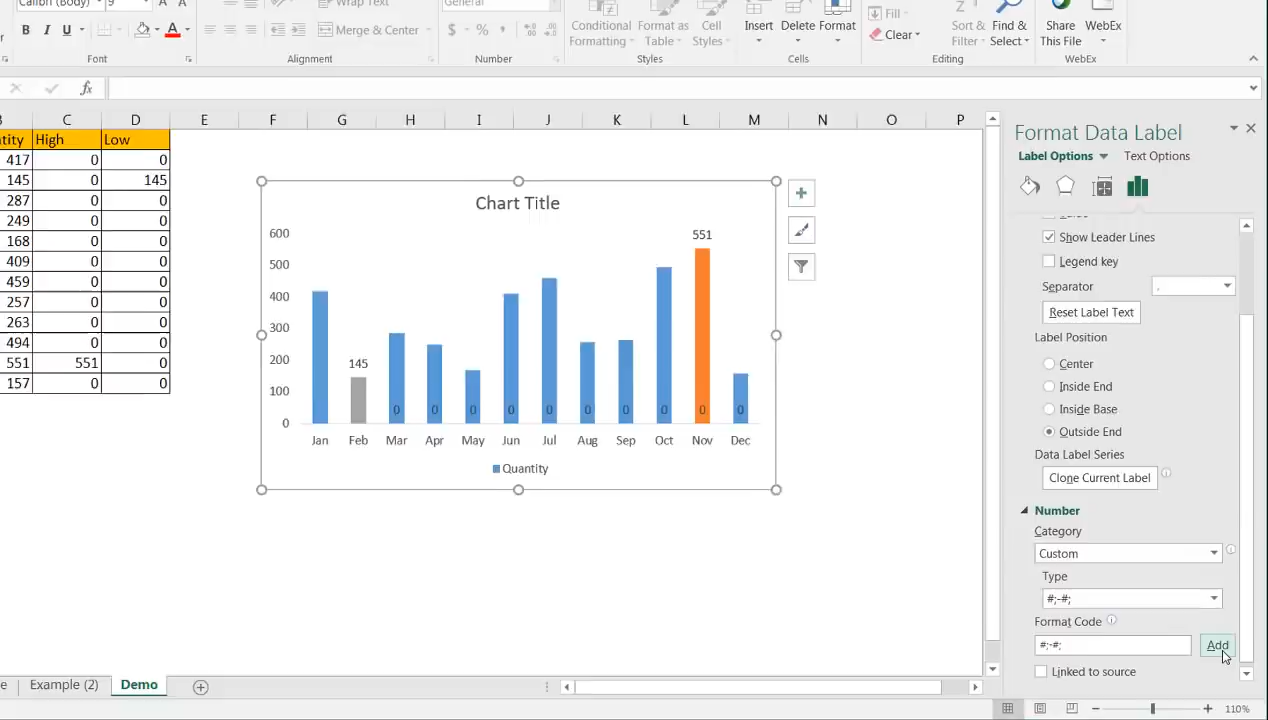 Calibri (Body) 9 Wrap Text General
B I U Merge & Center $ % , Conditional Format as Cell Insert Delete Format Fill Sort & Find & Share WebEx
Formatting Table Styles Clear Filter Select This File
Font Alignment Number Styles Cells Editing WebEx
fx
C D E F G H I J K L M N O P
ntity High Low
417 0 0
145 0 145
287 0 0
249 0 0
168 0 0
409 0 0
459 0 0
257 0 0
263 0 0
494 0 0
551 551 0
157 0 0
Chart Title
600
500
400
300
200
100
0
551
145
0 0 0 0 0 0 0 0 0 0
Jan Feb Mar Apr May Jun Jul Aug Sep Oct Nov Dec
Quantity
Format Data Label
Label Options Text Options
Show Leader Lines
Legend key
Separator ,
Reset Label Text
Label Position
Center
Inside End
Inside Base
Outside End
Data Label Series
Clone Current Label
Number
Category
Custom
Type
#;-#;
Format Code
#;-#; Add
Linked to source
e Example (2) Demo
110%